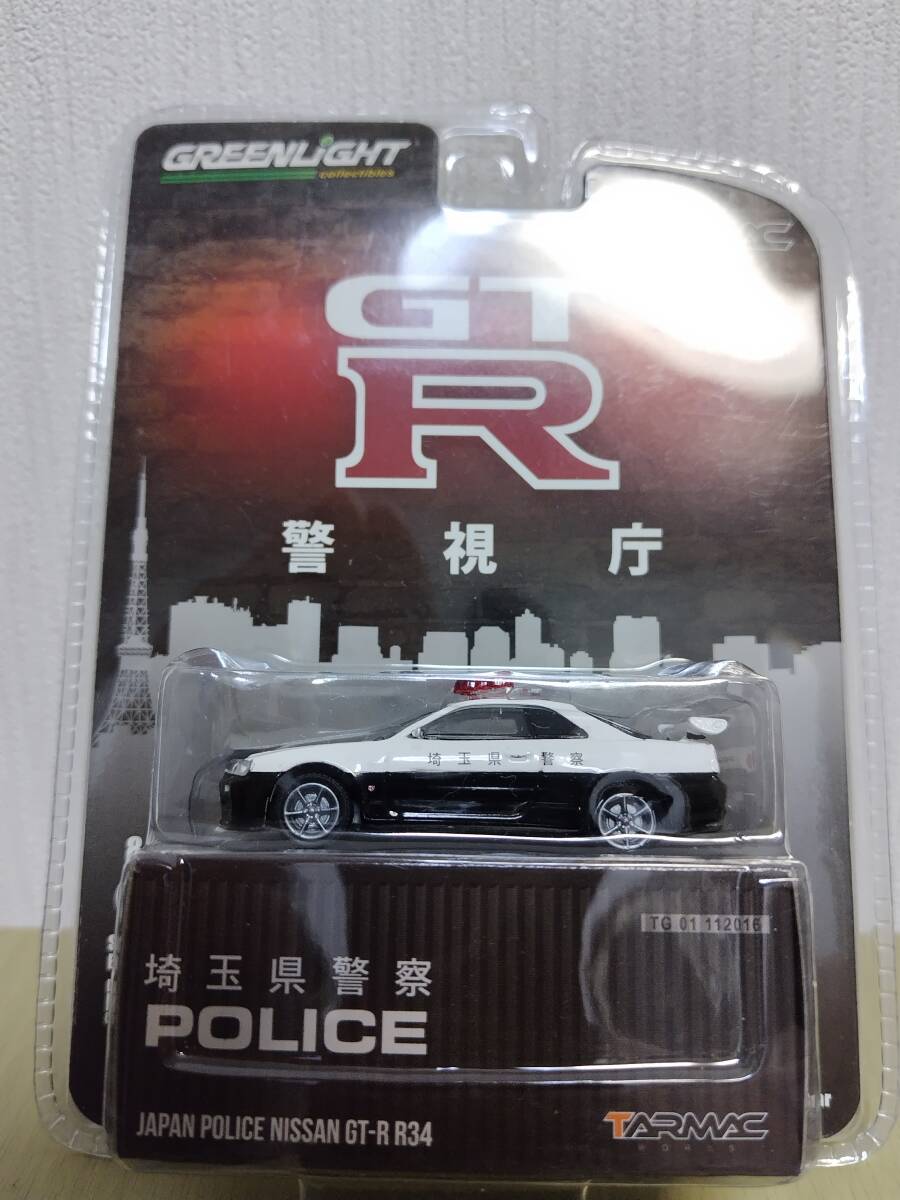 GREENLiGHT
collectibles
GT
R
警視庁
埼玉県警察
TG 01 112016
埼玉県警察
POLICE
JAPAN POLICE NISSAN GT-R R34
TARMAC
WORKS